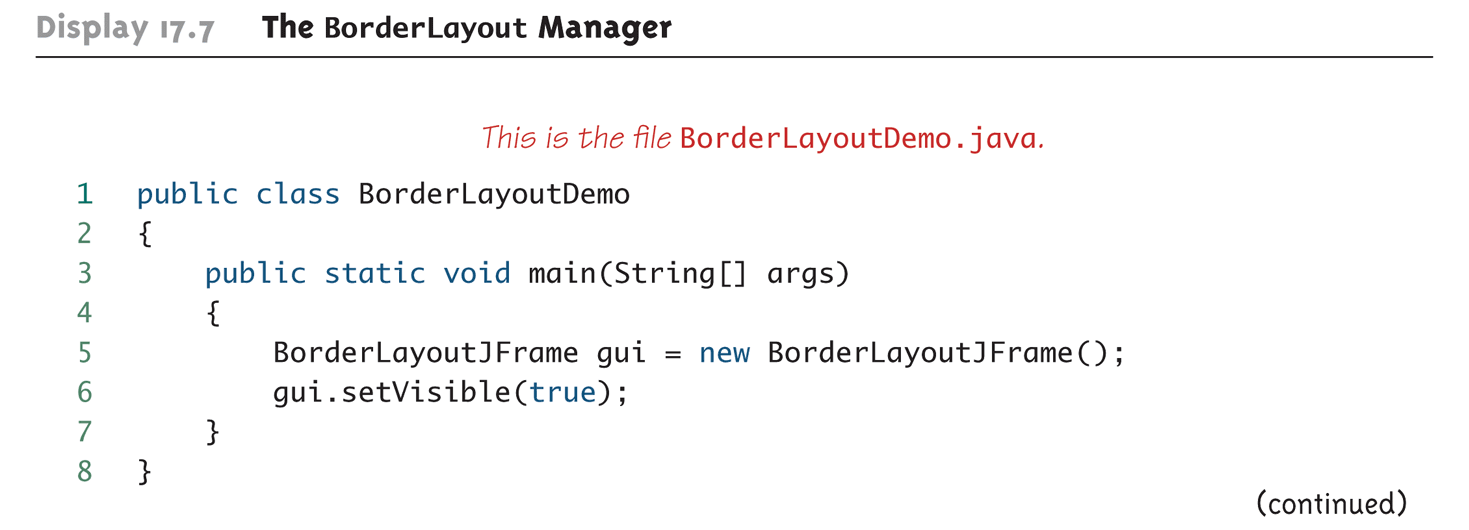 Display 17.7 The BorderLayout Manager
This is the file BorderLayoutDemo.java.
1 public class BorderLayoutDemo
2 {
3     public static void main(String[] args)
4     {
5         BorderLayoutJFrame gui = new BorderLayoutJFrame();
6         gui.setVisible(true);
7     }
8 }
(continued)